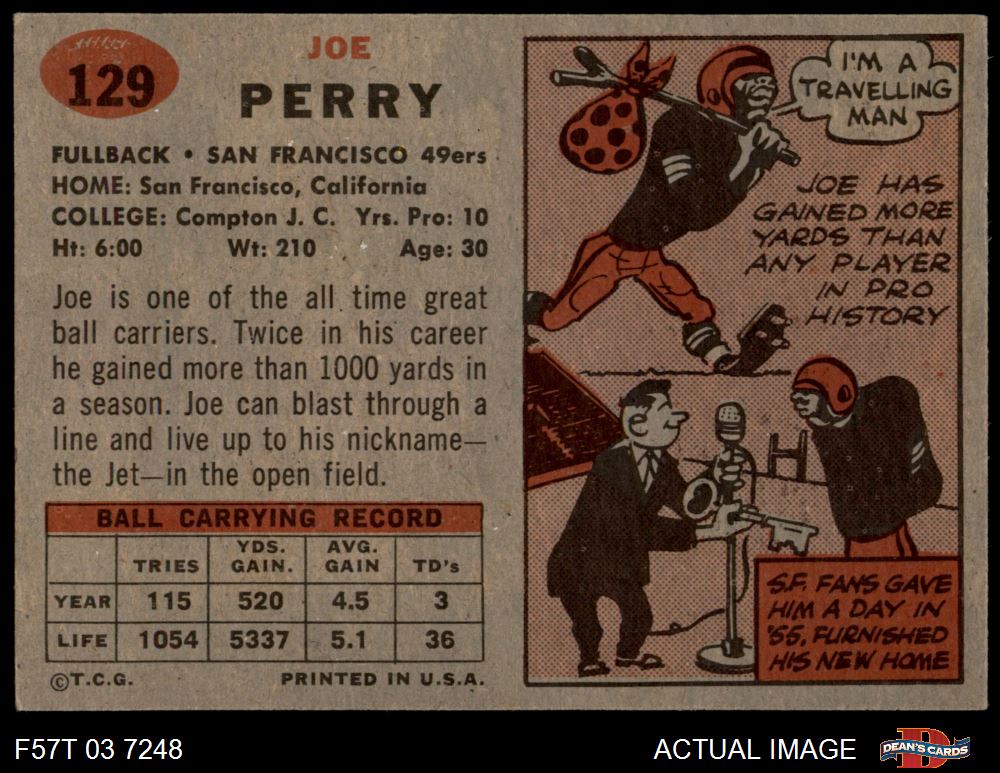 129
JOE
PERRY
FULLBACK • SAN FRANCISCO 49ers
HOME: San Francisco, California
COLLEGE: Compton J. C. Yrs. Pro: 10
Ht: 6:00 Wt: 210 Age: 30
Joe is one of the all time great
ball carriers. Twice in his career
he gained more than 1000 yards in
a season. Joe can blast through a
line and live up to his nickname—
the Jet—in the open field.
BALL CARRYING RECORD
TRIES YDS. GAIN. AVG. GAIN TD's
YEAR 115 520 4.5 3
LIFE 1054 5337 5.1 36
©T.C.G. PRINTED IN U.S.A.
I'M A
TRAVELLING
MAN
JOE HAS
GAINED MORE
YARDS THAN
ANY PLAYER
IN PRO
HISTORY
S.F. FANS GAVE
HIM A DAY IN
'55, FURNISHED
HIS NEW HOME
F57T 03 7248
ACTUAL IMAGE
DEAN'S CARDS